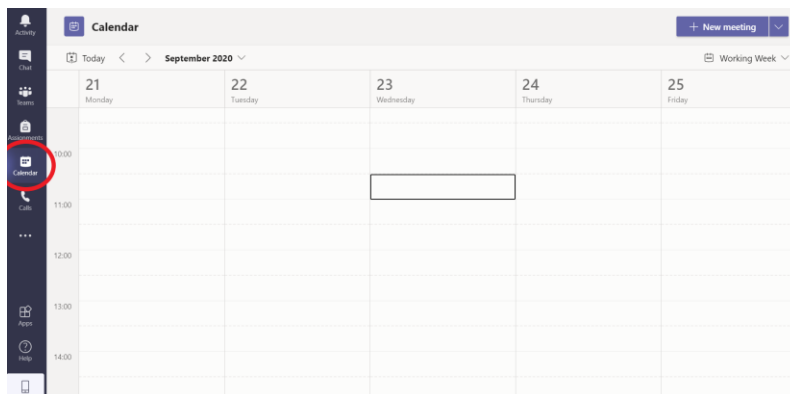 Activity
Chat
Teams
Assignments
Calendar
Calls
Apps
Help
Calendar
+ New meeting
Today < > September 2020
Working Week
21
Monday
22
Tuesday
23
Wednesday
24
Thursday
25
Friday
10:00
11:00
12:00
13:00
14:00